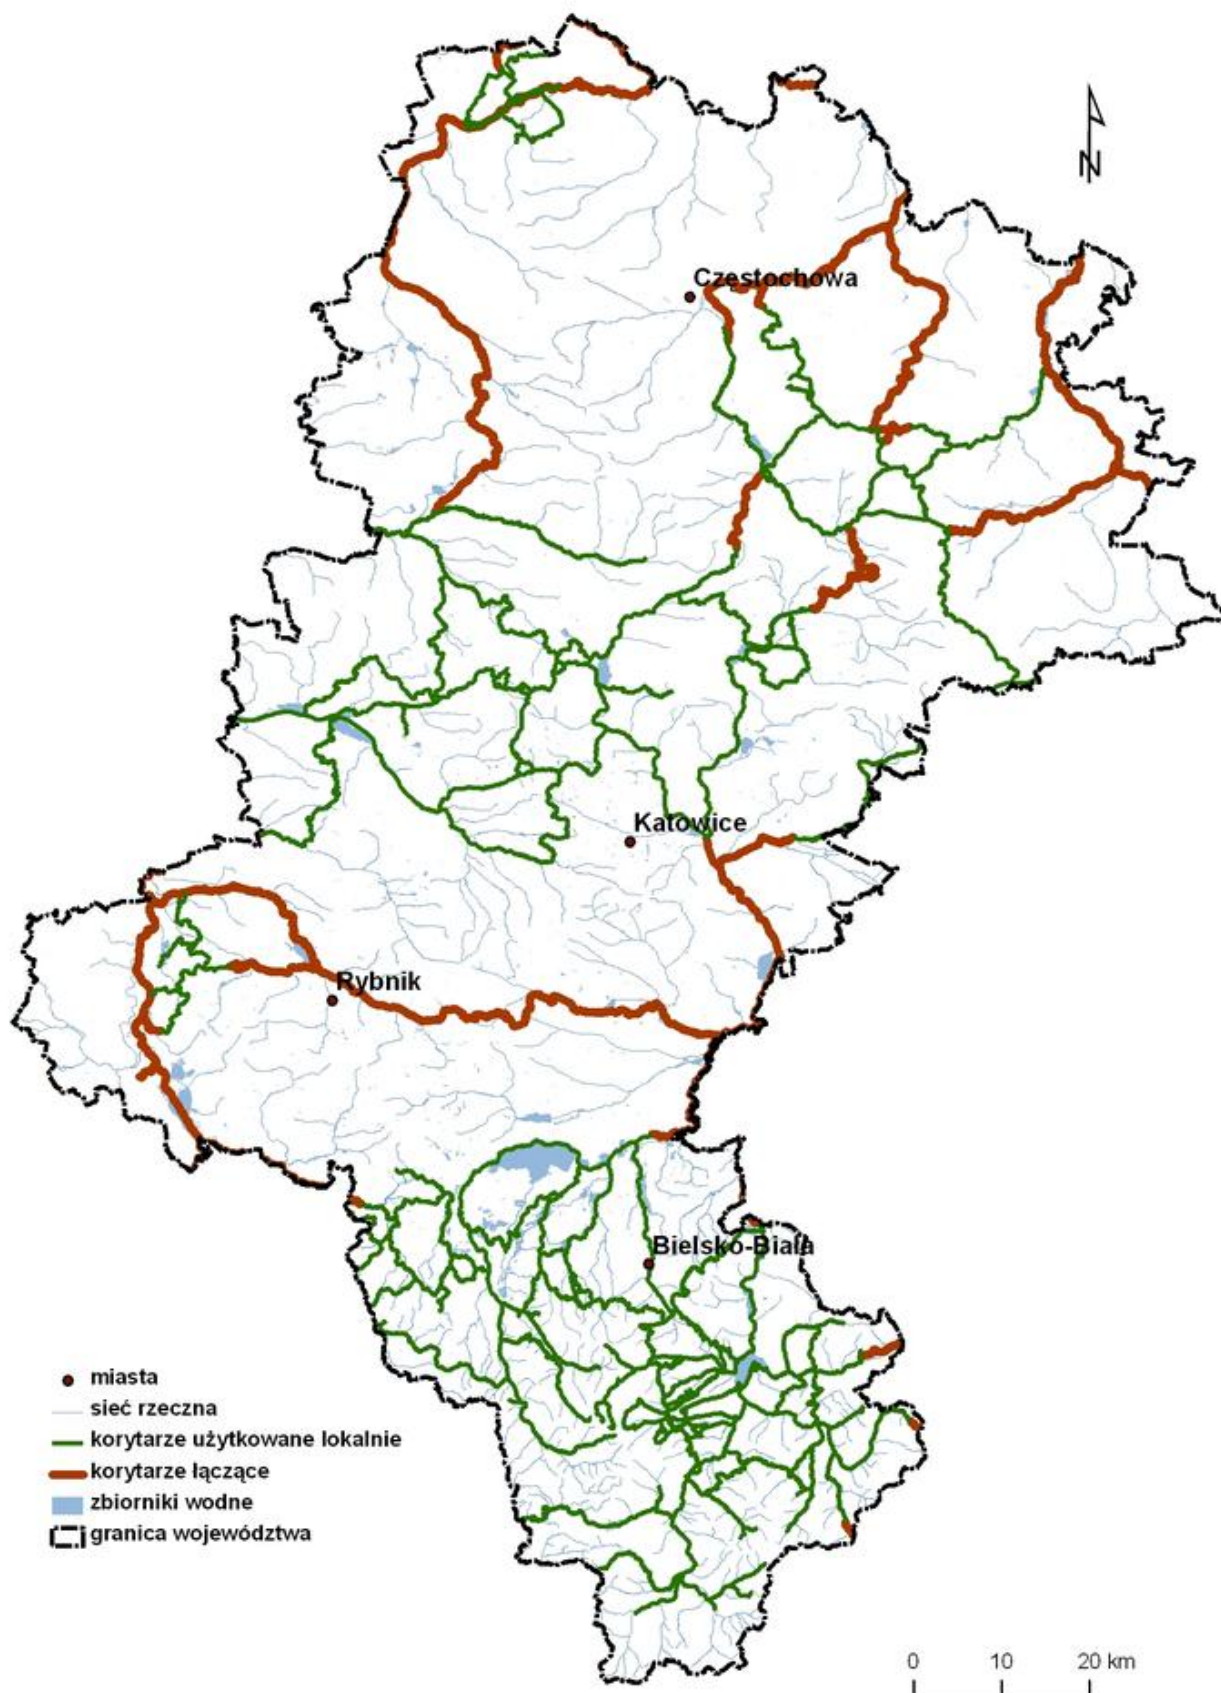 N
Częstochowa
Katowice
Rybnik
Bielsko-Biała
miasta
sieć rzeczna
korytarze użytkowane lokalnie
korytarze łączące
zbiorniki wodne
granica województwa
0 10 20 km